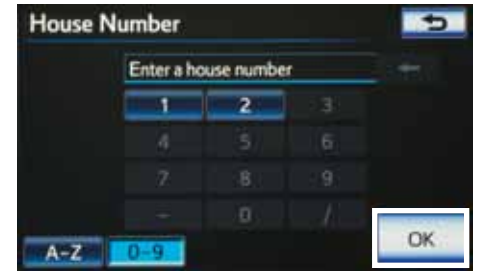 House Number
Enter a house number
1 2 3
4 5 6
7 8 9
- 0 /
A-Z 0-9 OK